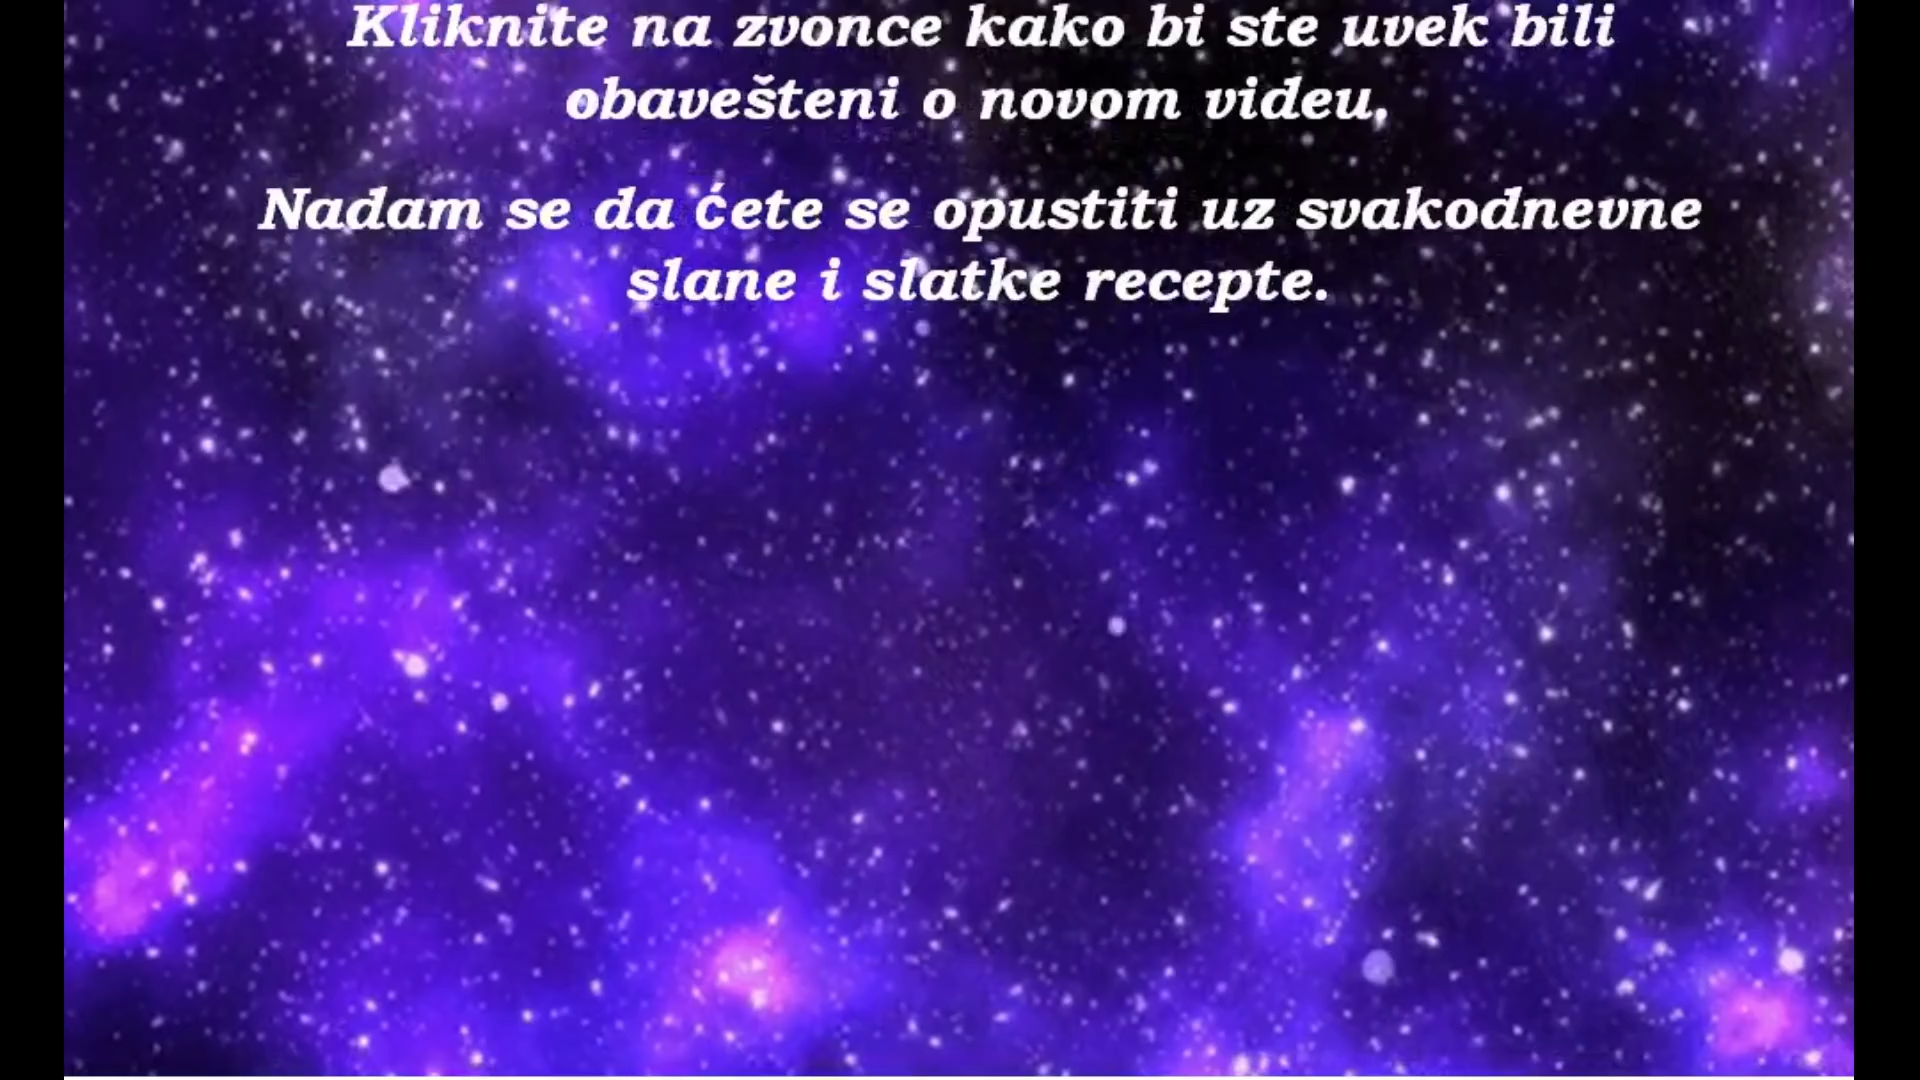 Kliknite na zvonce kako bi ste uvek bili
obavešteni o novom videu.
Nadam se da ćete se opustiti uz svakodnevne
slane i slatke recepte.